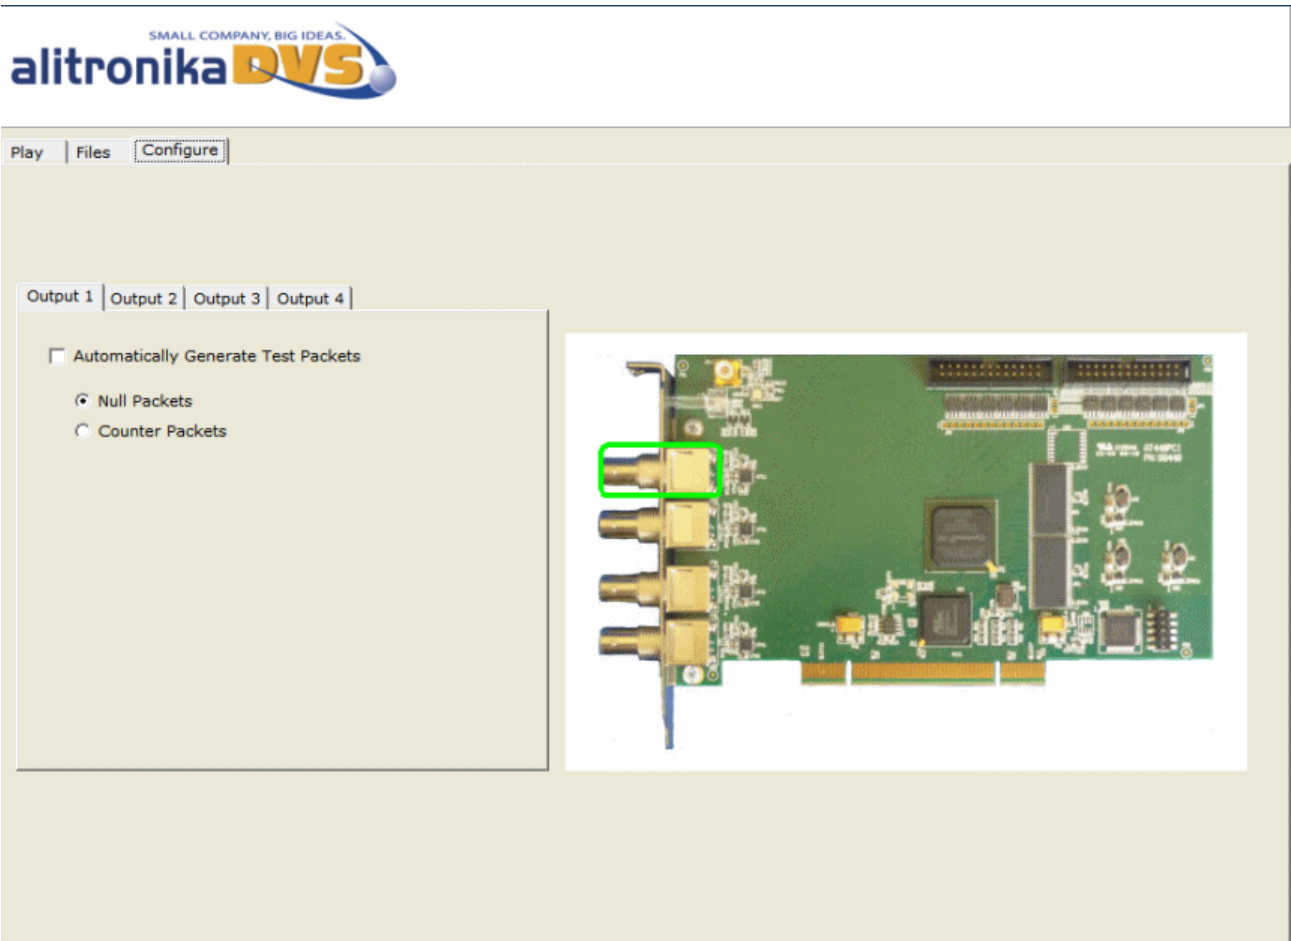 SMALL COMPANY, BIG IDEAS.
alitronika DVS
Play Files Configure
Output 1 Output 2 Output 3 Output 4
Automatically Generate Test Packets
Null Packets
Counter Packets